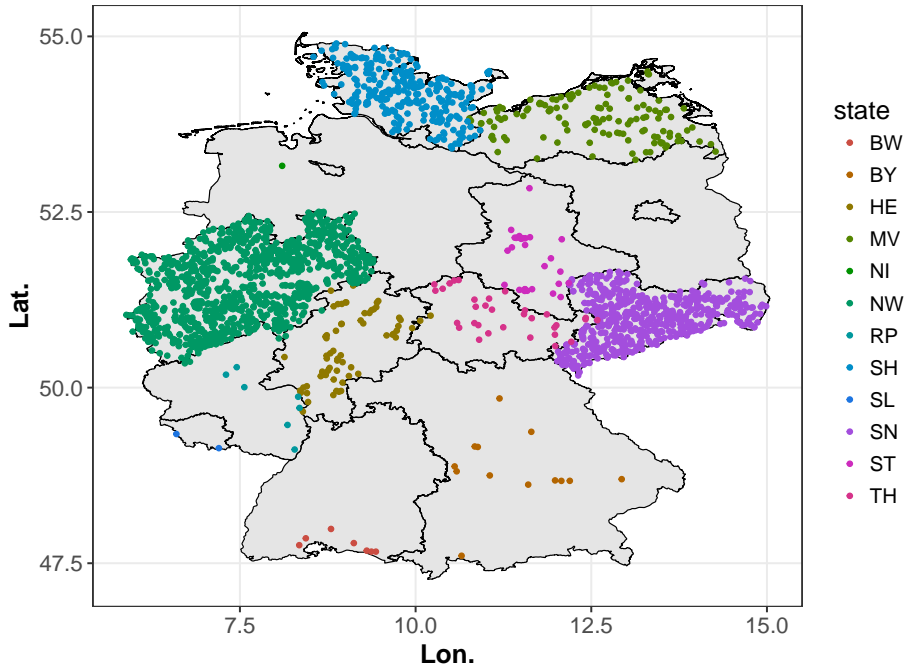 55.0
52.5
50.0
47.5
Lat.
7.5 10.0 12.5 15.0
Lon.
state
BW
BY
HE
MV
NI
NW
RP
SH
SL
SN
ST
TH